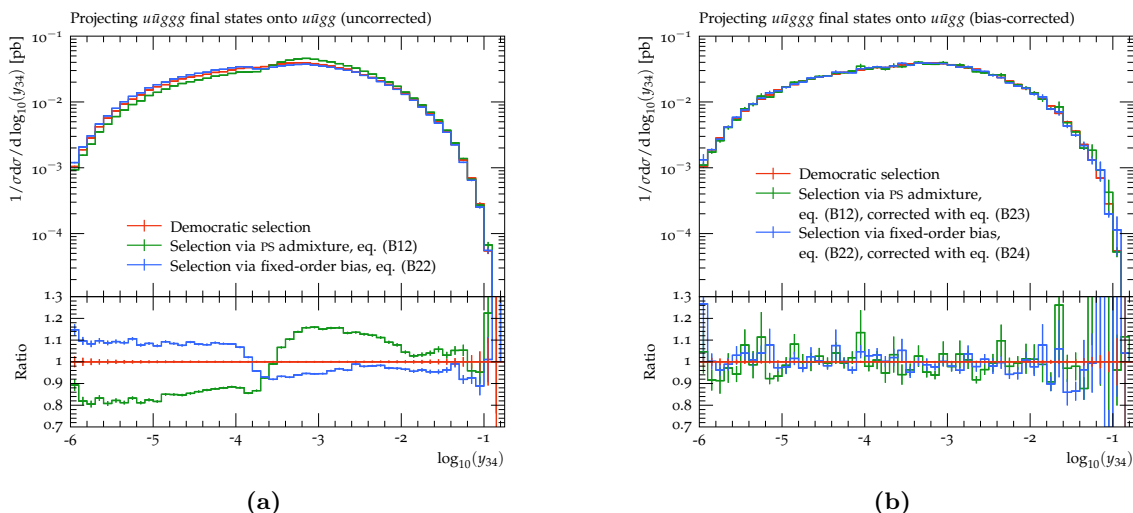 Projecting uūggg final states onto uūgg (uncorrected)
1/σdσ/d log₁₀(y₃₄) [pb]
10⁻¹
10⁻²
10⁻³
10⁻⁴
Democratic selection
Selection via PS admixture, eq. (B12)
Selection via fixed-order bias, eq. (B22)
Ratio
1.3
1.2
1.1
1
0.9
0.8
0.7
-6 -5 -4 -3 -2 -1
log₁₀(y₃₄)
(a)
Projecting uūggg final states onto uūgg (bias-corrected)
1/σdσ/d log₁₀(y₃₄) [pb]
10⁻¹
10⁻²
10⁻³
10⁻⁴
Democratic selection
Selection via PS admixture,
eq. (B12), corrected with eq. (B23)
Selection via fixed-order bias,
eq. (B22), corrected with eq. (B24)
Ratio
1.3
1.2
1.1
1
0.9
0.8
0.7
-6 -5 -4 -3 -2 -1
log₁₀(y₃₄)
(b)